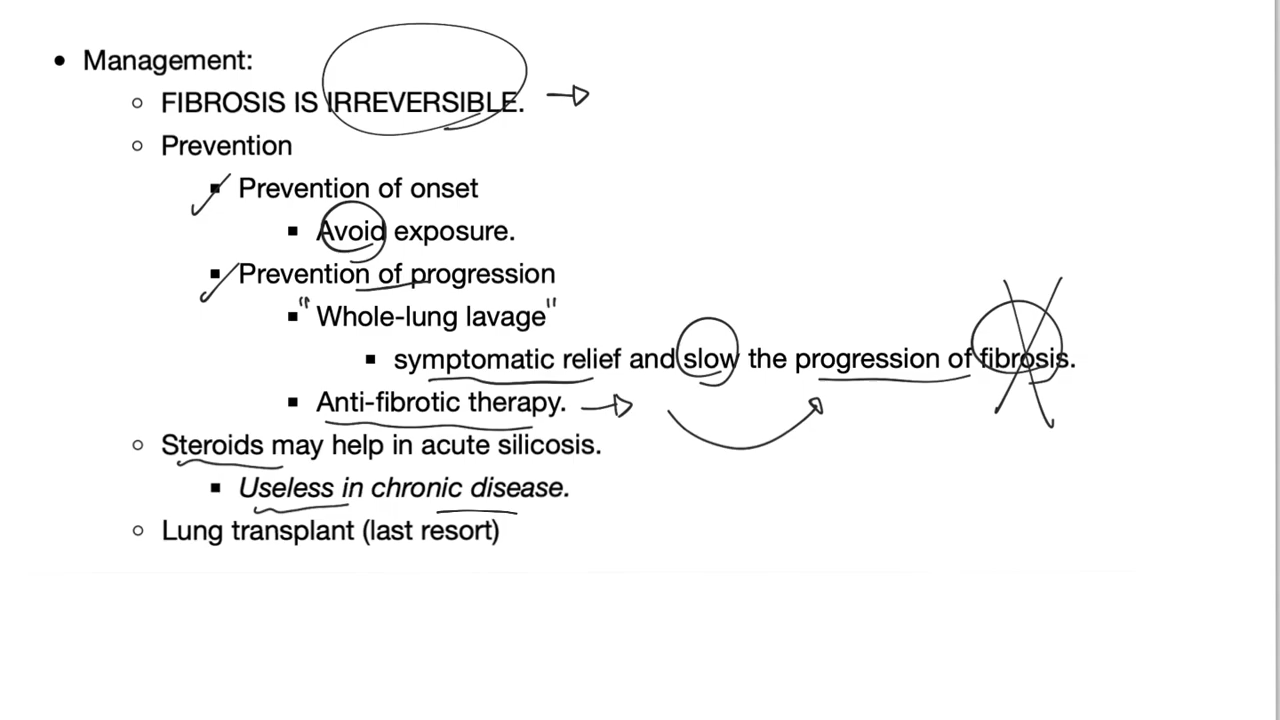 • Management:
○ FIBROSIS IS IRREVERSIBLE.
○ Prevention
▪ Prevention of onset
▪ Avoid exposure.
▪ Prevention of progression
▪ "Whole-lung lavage"
▪ symptomatic relief and slow the progression of fibrosis.
▪ Anti-fibrotic therapy.
○ Steroids may help in acute silicosis.
▪ Useless in chronic disease.
○ Lung transplant (last resort)